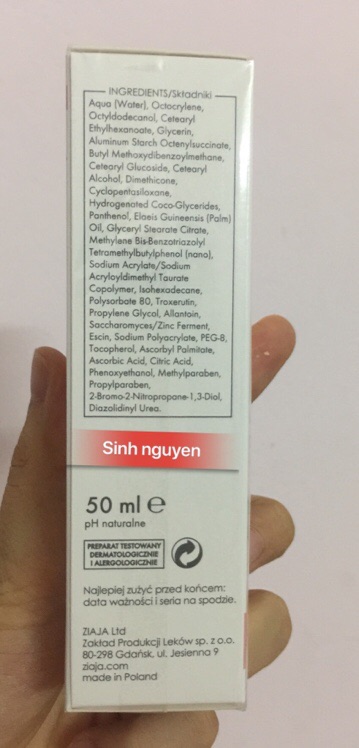 INGREDIENTS/Składniki
Aqua (Water), Octocrylene,
Octyldodecanol, Cetearyl
Ethylhexanoate, Glycerin,
Aluminum Starch Octenylsuccinate,
Butyl Methoxydibenzoylmethane,
Cetearyl Glucoside, Cetearyl
Alcohol, Dimethicone,
Cyclopentasiloxane,
Hydrogenated Coco-Glycerides,
Panthenol, Elaeis Guineensis (Palm)
Oil, Glyceryl Stearate Citrate,
Methylene Bis-Benzotriazolyl
Tetramethylbutylphenol (nano),
Sodium Acrylate/Sodium
Acryloyldimethyl Taurate
Copolymer, Isohexadecane,
Polysorbate 80, Troxerutin,
Propylene Glycol, Allantoin,
Saccharomyces/Zinc Ferment,
Escin, Sodium Polyacrylate, PEG-8,
Tocopherol, Ascorbyl Palmitate,
Ascorbic Acid, Citric Acid,
Phenoxyethanol, Methylparaben,
Propylparaben,
2-Bromo-2-Nitropropane-1,3-Diol,
Diazolidinyl Urea.
Sinh nguyen
50 ml e
pH naturalne
PREPARAT TESTOWANY
DERMATOLOGICZNIE
I ALERGOLOGICZNIE
Najlepiej zużyć przed końcem:
data ważności i seria na spodzie.
ZIAJA Ltd
Zakład Produkcji Leków sp. z o.o.
80-298 Gdańsk, ul. Jesienna 9
ziaja.com
made in Poland